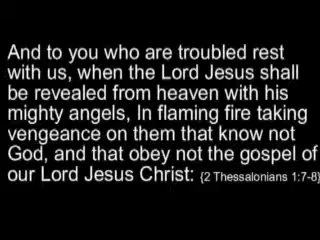 And to you who are troubled rest
with us, when the Lord Jesus shall
be revealed from heaven with his
mighty angels, In flaming fire taking
vengeance on them that know not
God, and that obey not the gospel of
our Lord Jesus Christ: {2 Thessalonians 1:7-8}